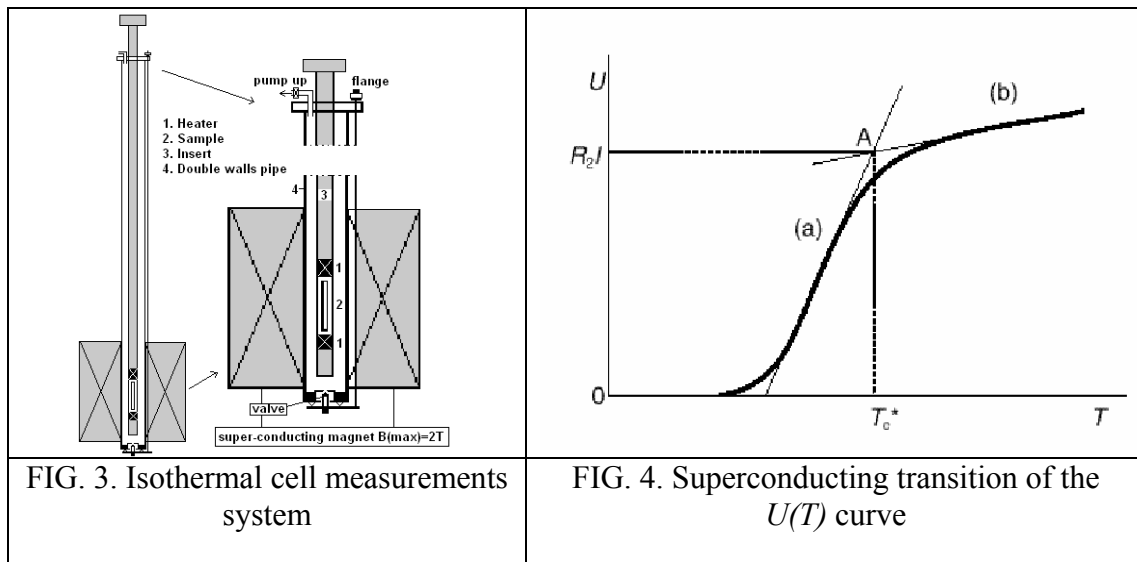 pump up
flange
1. Heater
2. Sample
3. Insert
4. Double walls pipe
4
3
1
2
1
valve
super-conducting magnet B(max)=2T
U
(b)
A
R₂I
(a)
0
T꜀*
T
FIG. 3. Isothermal cell measurements
system
FIG. 4. Superconducting transition of the
U(T) curve